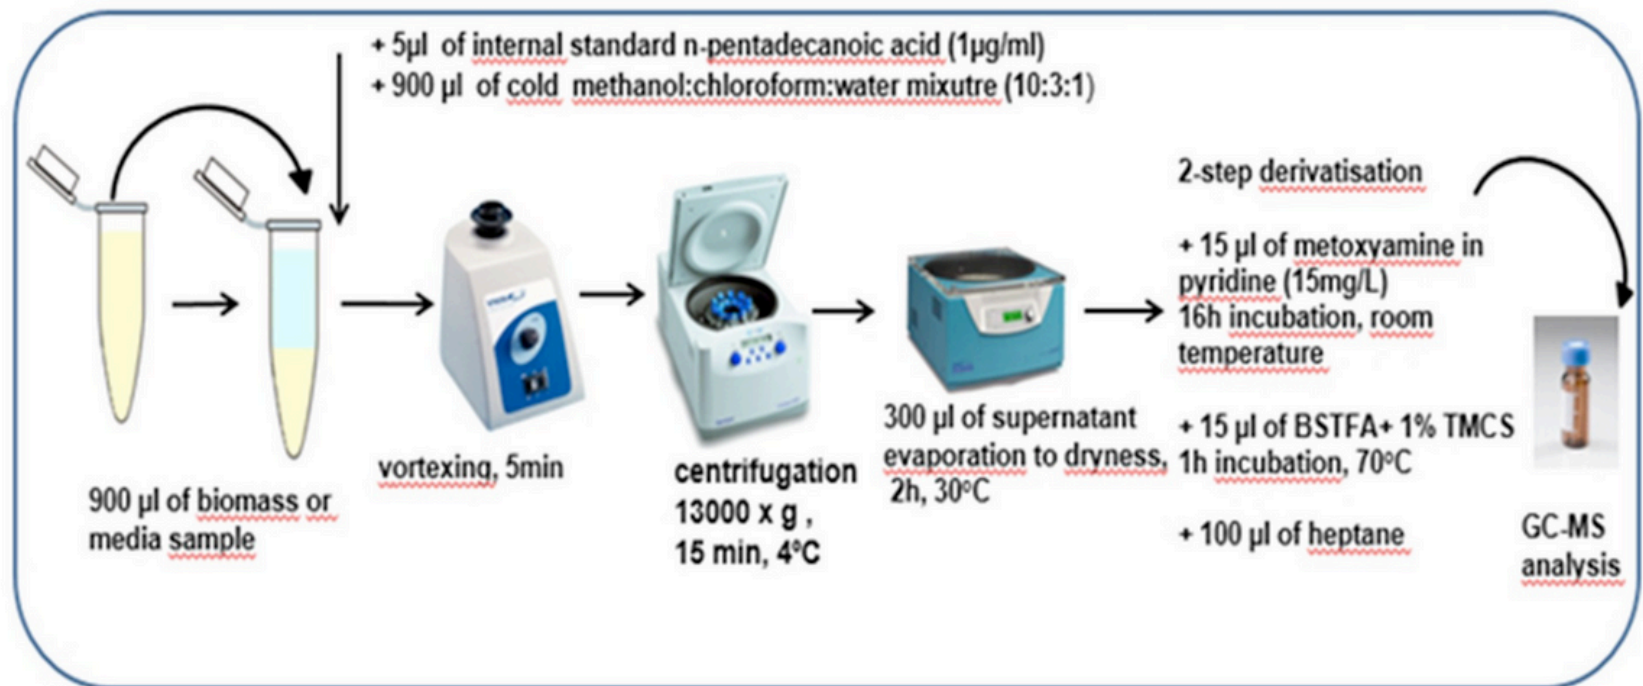 + 5µl of internal standard n-pentadecanoic acid (1µg/ml)
+ 900 µl of cold methanol:chloroform:water mixutre (10:3:1)
900 µl of biomass or
media sample
vortexing, 5min
centrifugation
13000 x g ,
15 min, 4ºC
300 µl of supernatant
evaporation to dryness,
2h, 30ºC
2-step derivatisation
+ 15 µl of metoxyamine in
pyridine (15mg/L)
16h incubation, room
temperature
+ 15 µl of BSTFA+ 1% TMCS
1h incubation, 70ºC
+ 100 µl of heptane
GC-MS
analysis